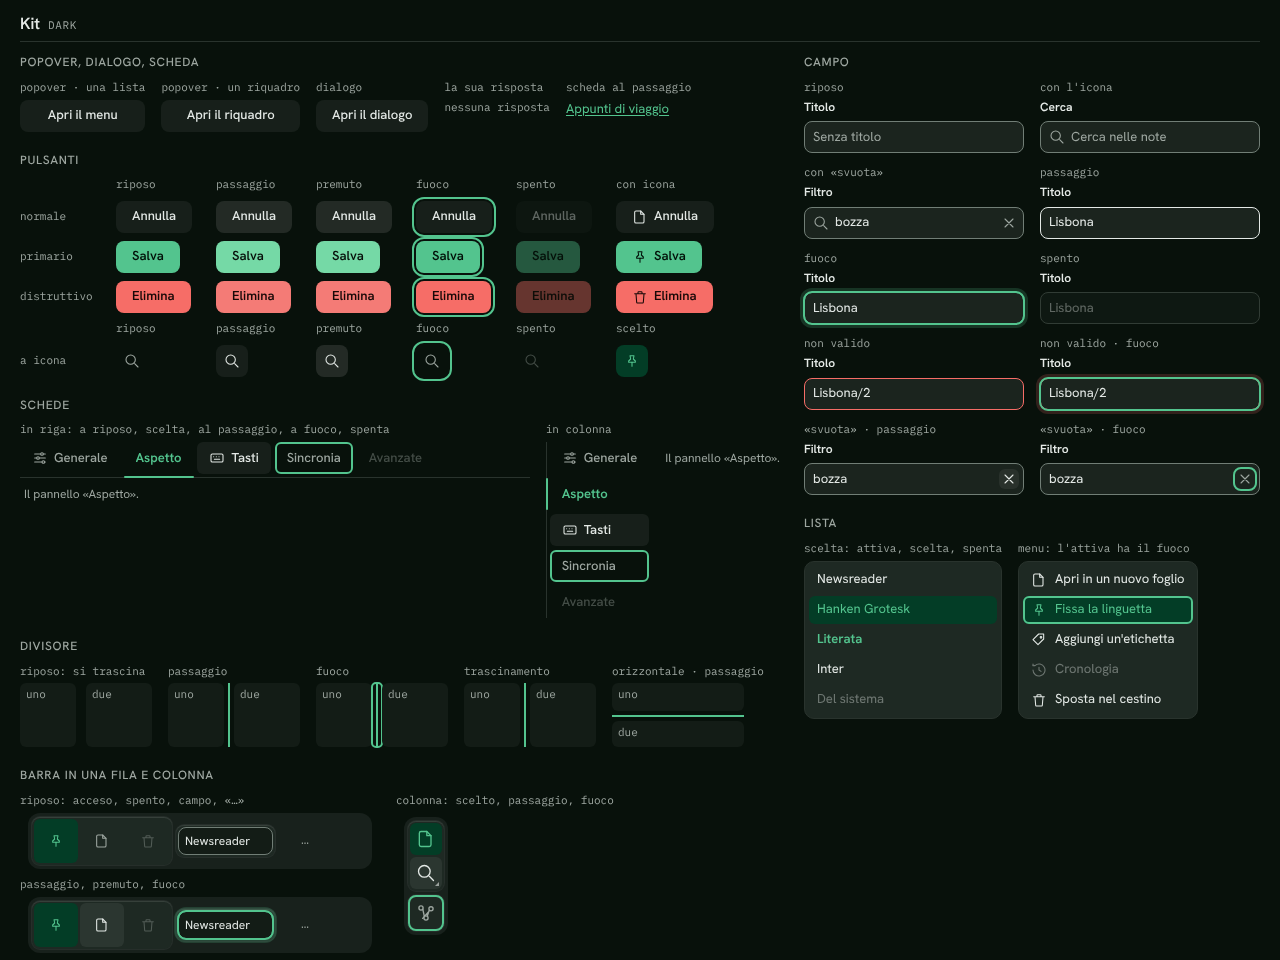 Kit DARK
POPOVER, DIALOGO, SCHEDA
popover · una lista
popover · un riquadro
dialogo
la sua risposta
scheda al passaggio
Apri il menu
Apri il riquadro
Apri il dialogo
nessuna risposta
Appunti di viaggio
PULSANTI
riposo
passaggio
premuto
fuoco
spento
con icona
normale
Annulla
Annulla
Annulla
Annulla
Annulla
Annulla
primario
Salva
Salva
Salva
Salva
Salva
Salva
distruttivo
Elimina
Elimina
Elimina
Elimina
Elimina
Elimina
riposo
passaggio
premuto
fuoco
spento
scelto
a icona
SCHEDE
in riga: a riposo, scelta, al passaggio, a fuoco, spenta
Generale
Aspetto
Tasti
Sincronia
Avanzate
Il pannello «Aspetto».
in colonna
Generale
Aspetto
Tasti
Sincronia
Avanzate
Il pannello «Aspetto».
DIVISORE
riposo: si trascina
passaggio
fuoco
trascinamento
orizzontale · passaggio
uno
due
uno
due
uno
due
uno
due
uno
due
BARRA IN UNA FILA E COLONNA
riposo: acceso, spento, campo, «…»
Newsreader
…
passaggio, premuto, fuoco
Newsreader
…
colonna: scelto, passaggio, fuoco
CAMPO
riposo
Titolo
Senza titolo
con l'icona
Cerca
Cerca nelle note
con «svuota»
Filtro
bozza
passaggio
Titolo
Lisbona
fuoco
Titolo
Lisbona
spento
Titolo
Lisbona
non valido
Titolo
Lisbona/2
non valido · fuoco
Titolo
Lisbona/2
«svuota» · passaggio
Filtro
bozza
«svuota» · fuoco
Filtro
bozza
LISTA
scelta: attiva, scelta, spenta
Newsreader
Hanken Grotesk
Literata
Inter
Del sistema
menu: l'attiva ha il fuoco
Apri in un nuovo foglio
Fissa la linguetta
Aggiungi un'etichetta
Cronologia
Sposta nel cestino